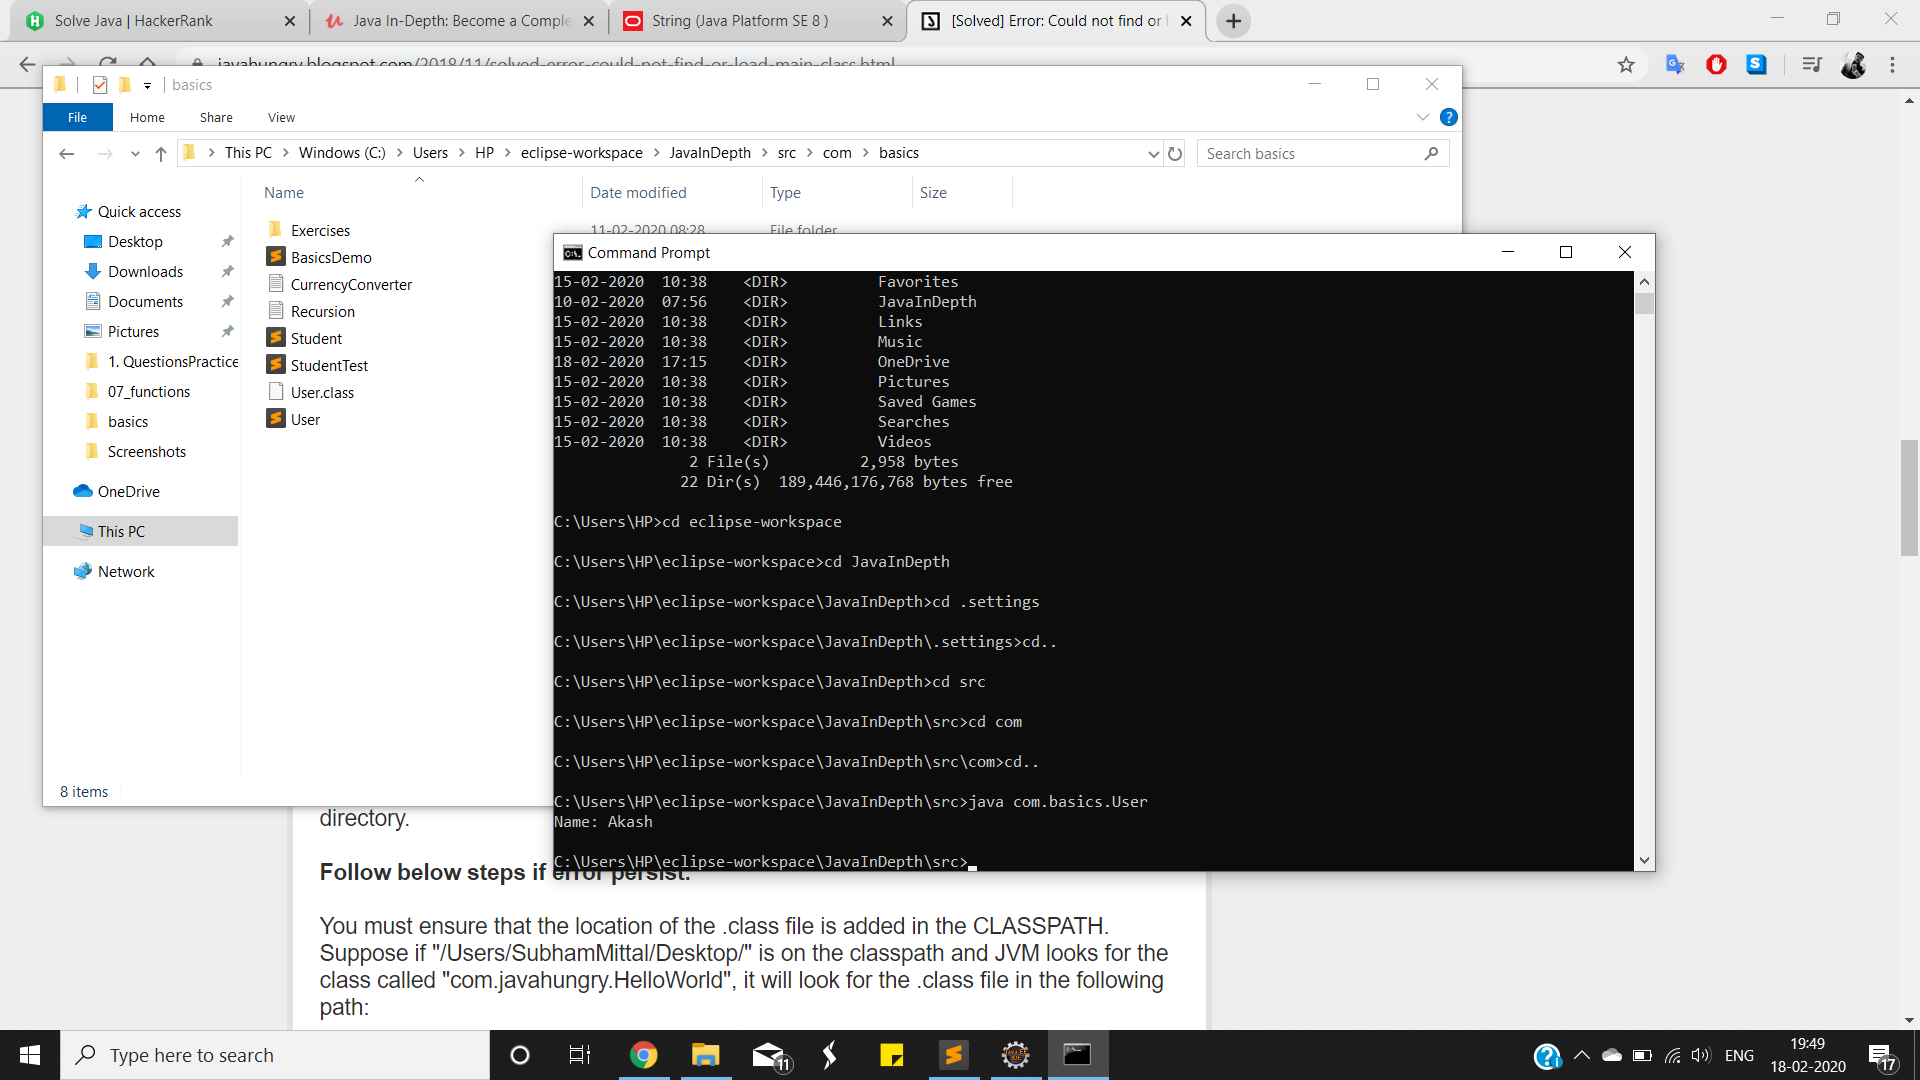 Solve Java | HackerRank
Java In-Depth: Become a Comple
String (Java Platform SE 8 )
[Solved] Error: Could not find or
javahungry.blogspot.com/2018/11/solved-error-could-not-find-or-load-main-class.html
basics
File Home Share View
This PC > Windows (C:) > Users > HP > eclipse-workspace > JavaInDepth > src > com > basics
Search basics
Name Date modified Type Size
Quick access
Desktop
Downloads
Documents
Pictures
1. QuestionsPractice
07_functions
basics
Screenshots
OneDrive
This PC
Network
Exercises 11-02-2020 08:28 File folder
BasicsDemo
CurrencyConverter
Recursion
Student
StudentTest
User.class
User
8 items
Command Prompt
15-02-2020 10:38 <DIR> Favorites
10-02-2020 07:56 <DIR> JavaInDepth
15-02-2020 10:38 <DIR> Links
15-02-2020 10:38 <DIR> Music
18-02-2020 17:15 <DIR> OneDrive
15-02-2020 10:38 <DIR> Pictures
15-02-2020 10:38 <DIR> Saved Games
15-02-2020 10:38 <DIR> Searches
15-02-2020 10:38 <DIR> Videos
2 File(s) 2,958 bytes
22 Dir(s) 189,446,176,768 bytes free
C:\Users\HP>cd eclipse-workspace
C:\Users\HP\eclipse-workspace>cd JavaInDepth
C:\Users\HP\eclipse-workspace\JavaInDepth>cd .settings
C:\Users\HP\eclipse-workspace\JavaInDepth\.settings>cd..
C:\Users\HP\eclipse-workspace\JavaInDepth>cd src
C:\Users\HP\eclipse-workspace\JavaInDepth\src>cd com
C:\Users\HP\eclipse-workspace\JavaInDepth\src\com>cd..
C:\Users\HP\eclipse-workspace\JavaInDepth\src>java com.basics.User
Name: Akash
C:\Users\HP\eclipse-workspace\JavaInDepth\src>
directory.
Follow below steps if error persist.
You must ensure that the location of the .class file is added in the CLASSPATH.
Suppose if "/Users/SubhamMittal/Desktop/" is on the classpath and JVM looks for the
class called "com.javahungry.HelloWorld", it will look for the .class file in the following
path:
Type here to search
11
ENG
19:49
18-02-2020
17